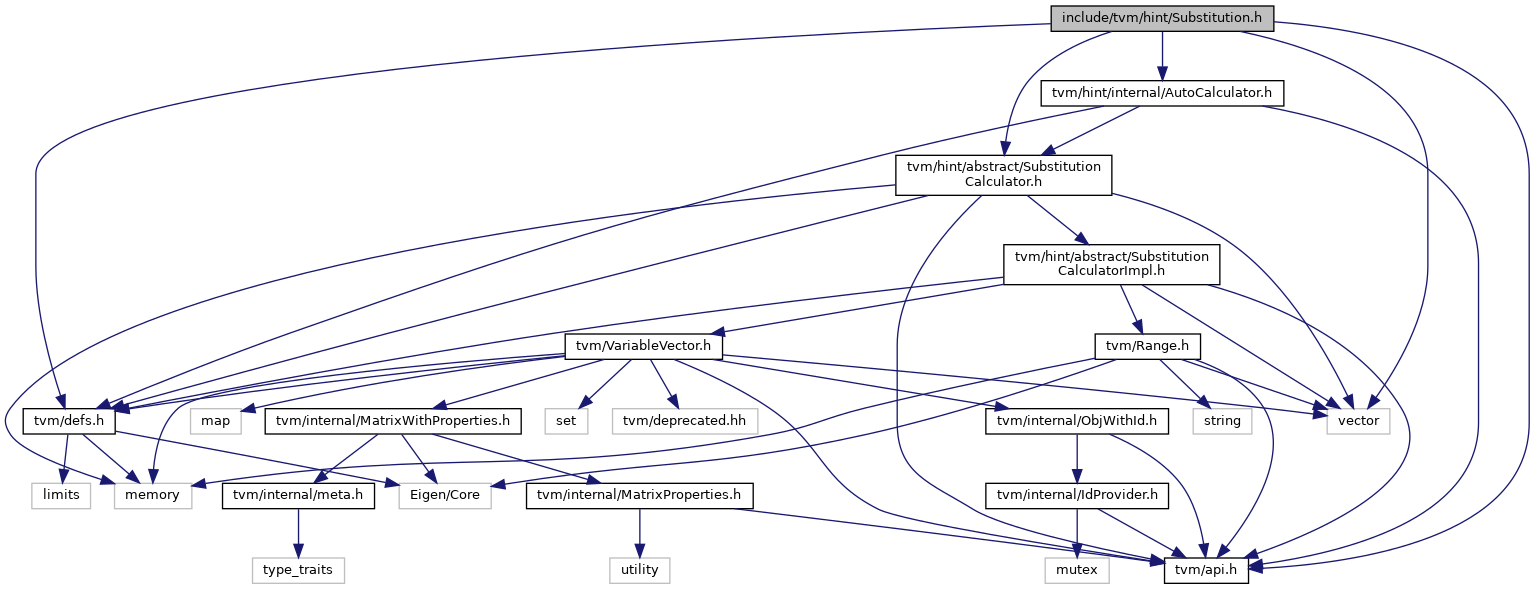 include/tvm/hint/Substitution.h
tvm/hint/internal/AutoCalculator.h
tvm/hint/abstract/Substitution
Calculator.h
tvm/hint/abstract/Substitution
CalculatorImpl.h
tvm/VariableVector.h
tvm/Range.h
tvm/defs.h
map
tvm/internal/MatrixWithProperties.h
set
tvm/deprecated.hh
tvm/internal/ObjWithId.h
string
vector
limits
memory
tvm/internal/meta.h
Eigen/Core
tvm/internal/MatrixProperties.h
tvm/internal/IdProvider.h
type_traits
utility
mutex
tvm/api.h